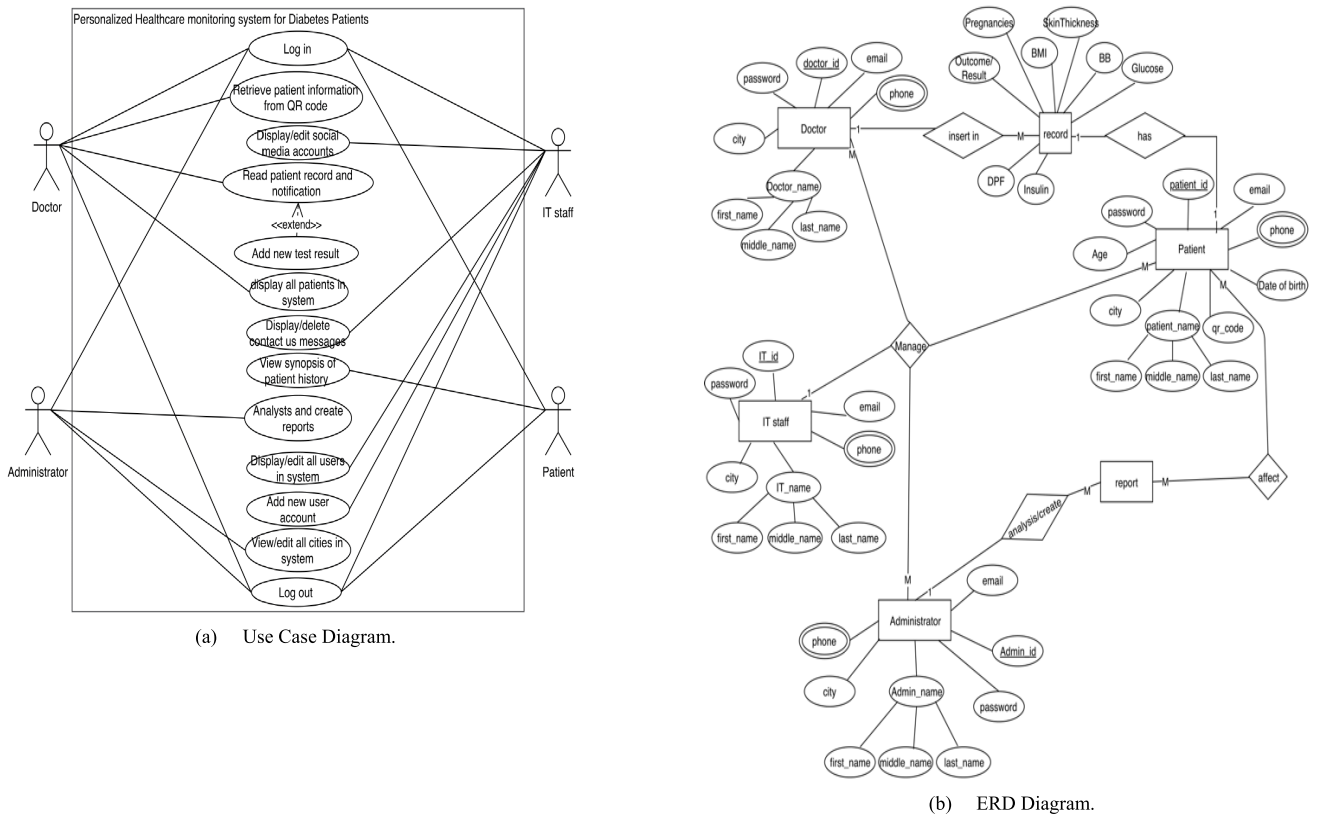 Personalized Healthcare monitoring system for Diabetes Patients
Log in
Retrieve patient information
from QR code
Display/edit social
media accounts
Read patient record and
notification
<<extend>>
Add new test result
display all patients in
system
Display/delete
contact us messages
View synopsis of
patient history
Analysts and create
reports
Display/edit all users
in system
Add new user
account
View/edit all cities in
system
Log out
Doctor
IT staff
Administrator
Patient
(a) Use Case Diagram.
Pregnancies
SkinThickness
BMI
BB
Outcome/
Result
Glucose
doctor_id
email
password
phone
Doctor
city
1
insert in
M
record
1
has
M
DPF
Insulin
Doctor_name
first_name
last_name
middle_name
patient_id
email
password
1
phone
Age
Patient
M
M
Date of birth
city
patient_name
qr_code
first_name
middle_name
last_name
Manage
IT_id
password
1
email
IT staff
phone
city
IT_name
first_name
middle_name
last_name
report
M
M
affect
analysis/create
M
1
email
Administrator
phone
Admin_id
city
Admin_name
password
first_name
middle_name
last_name
(b) ERD Diagram.